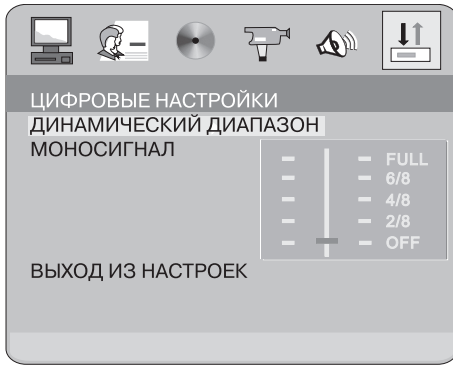 ЦИФРОВЫЕ НАСТРОЙКИ
ДИНАМИЧЕСКИЙ ДИАПАЗОН
МОНОСИГНАЛ
FULL
6/8
4/8
2/8
OFF
ВЫХОД ИЗ НАСТРОЕК